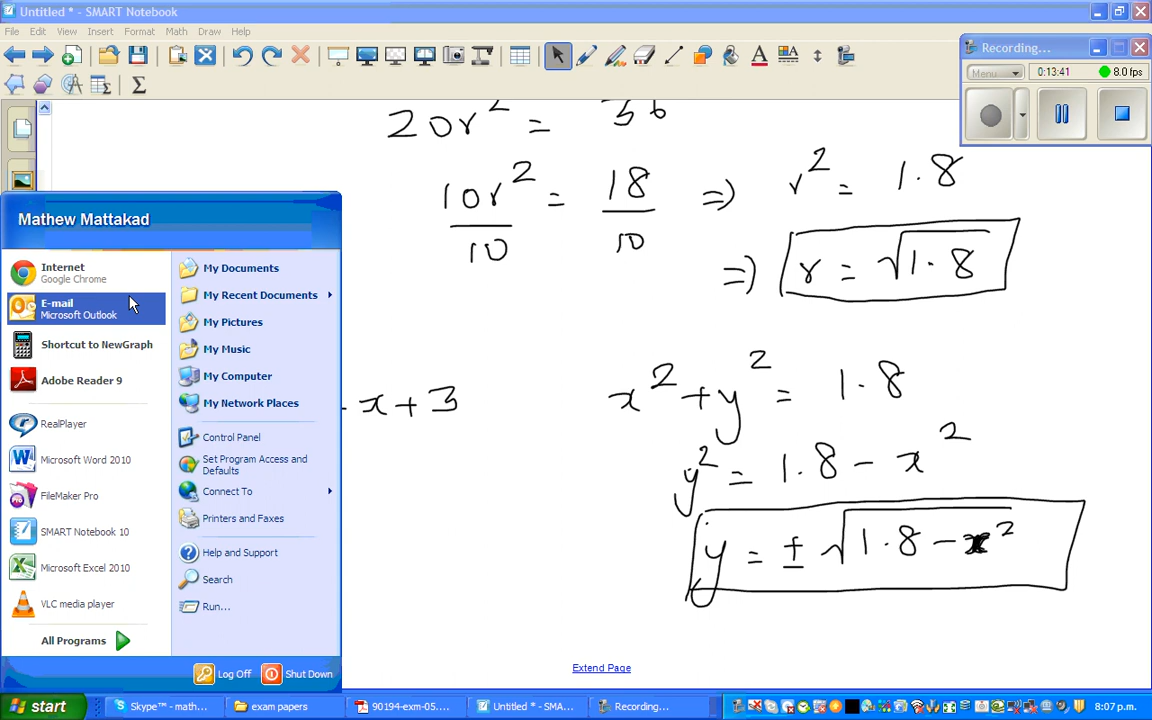 Untitled * - SMART Notebook
File Edit View Insert Format Math Draw Help
Recording...
Menu 0:13:41 8.0 fps
20r² = 36
10r² / 10 = 18 / 10 => r² = 1.8
=> r = √1.8
x² + y² = 1.8
- x + 3
y² = 1.8 - x²
y = ± √1.8 - x²
Extend Page
Mathew Mattakad
Internet
Google Chrome
E-mail
Microsoft Outlook
Shortcut to NewGraph
Adobe Reader 9
RealPlayer
Microsoft Word 2010
FileMaker Pro
SMART Notebook 10
Microsoft Excel 2010
VLC media player
All Programs
My Documents
My Recent Documents
My Pictures
My Music
My Computer
My Network Places
Control Panel
Set Program Access and
Defaults
Connect To
Printers and Faxes
Help and Support
Search
Run...
Log Off Shut Down
start Skype™ - math... exam papers 90194-exm-05.... Untitled * - SMA... Recording... 8:07 p.m.